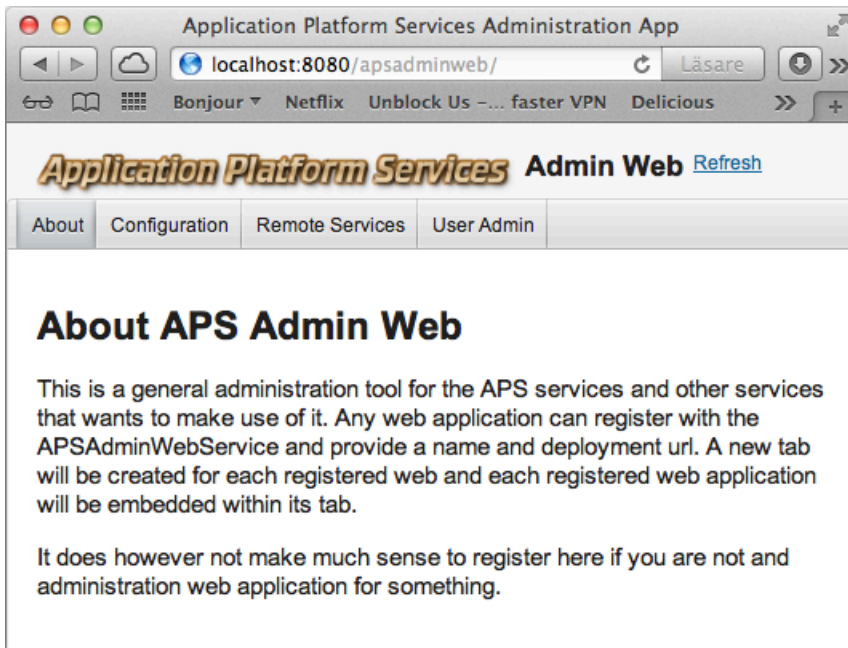 Application Platform Services Administration App
localhost:8080/apsadminweb/
Läsare
Bonjour Netflix Unblock Us -... faster VPN Delicious
Application Platform Services Admin Web Refresh
About Configuration Remote Services User Admin
About APS Admin Web
This is a general administration tool for the APS services and other services
that wants to make use of it. Any web application can register with the
APSAdminWebService and provide a name and deployment url. A new tab
will be created for each registered web and each registered web application
will be embedded within its tab.
It does however not make much sense to register here if you are not and
administration web application for something.